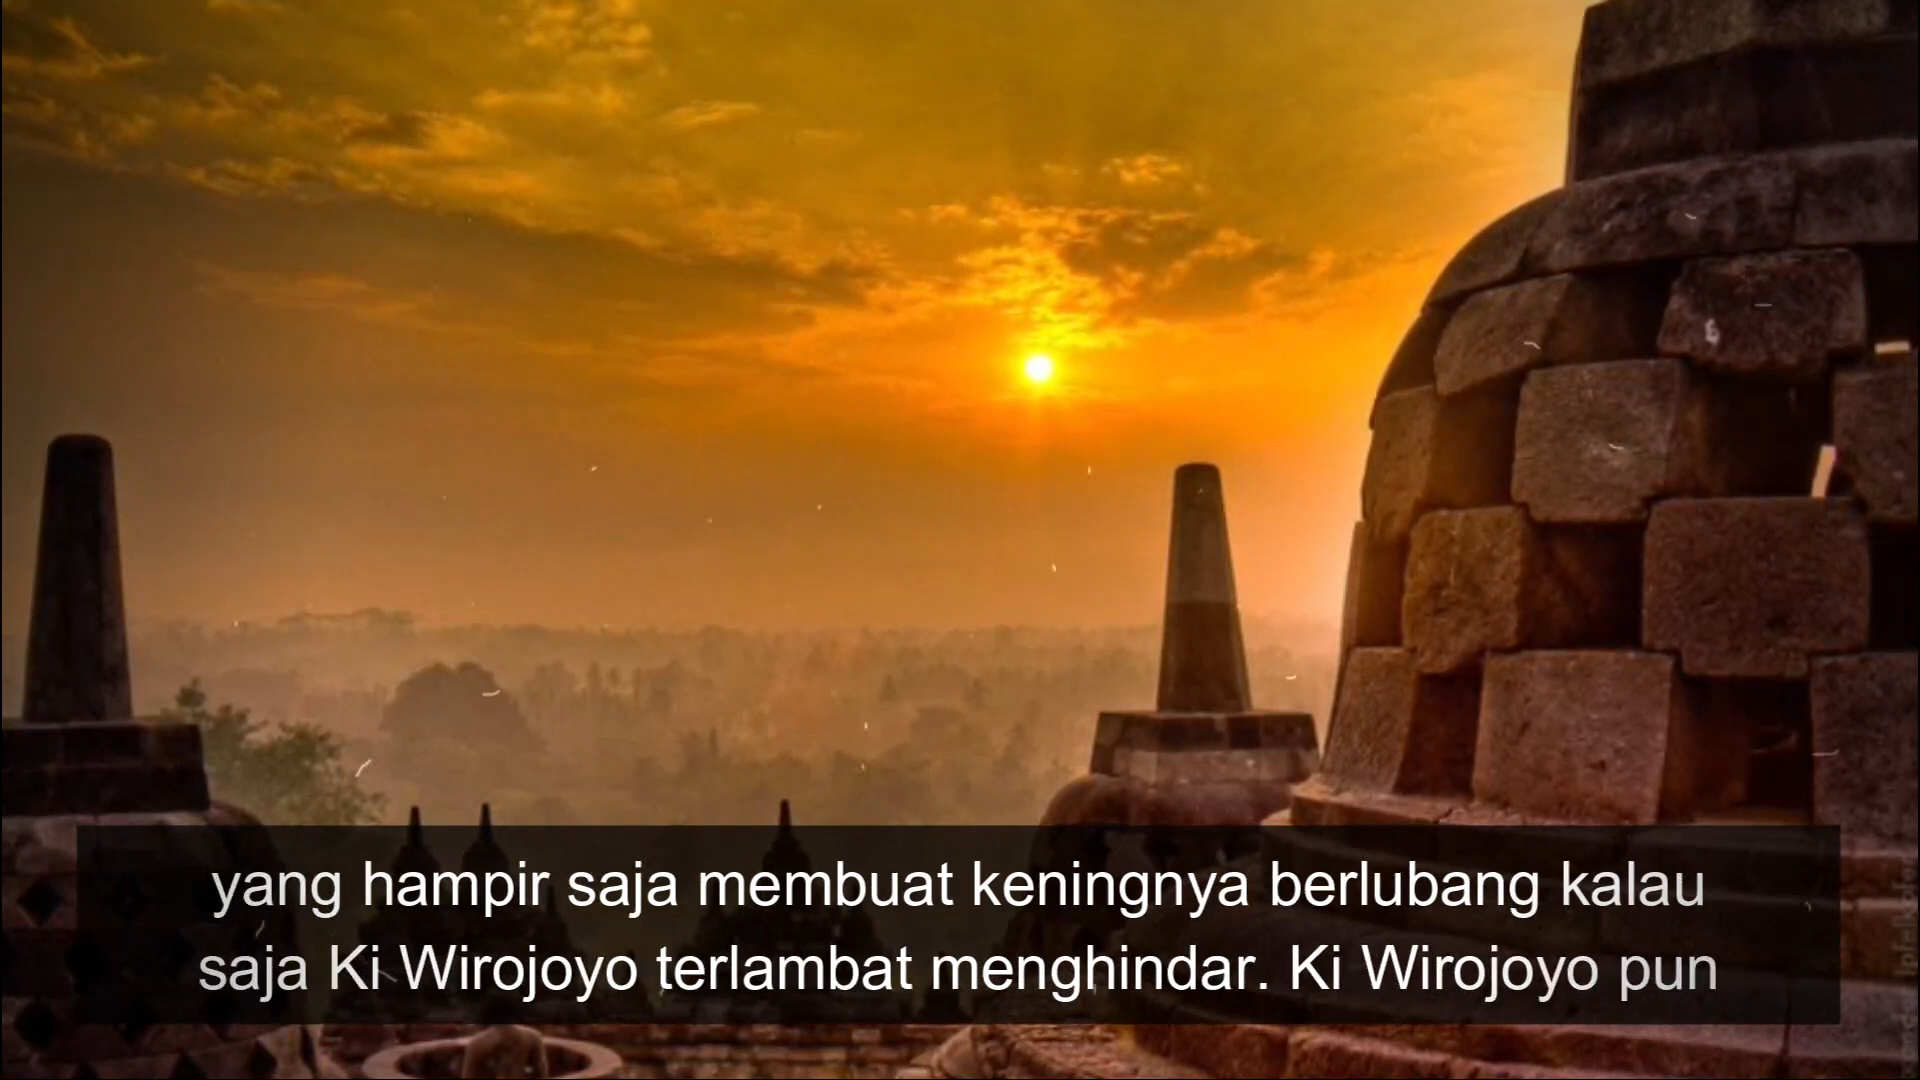 yang hampir saja membuat keningnya berlubang kalau
saja Ki Wirojoyo terlambat menghindar. Ki Wirojoyo pun